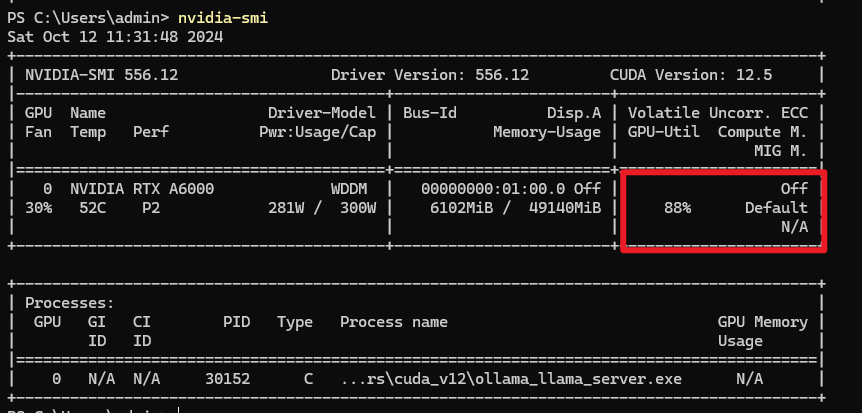 PS C:\Users\admin> nvidia-smi
Sat Oct 12 11:31:48 2024
+-----------------------------------------------------------------------------------------+
| NVIDIA-SMI 556.12                 Driver Version: 556.12         CUDA Version: 12.5     |
|-----------------------------------------+------------------------+----------------------+
| GPU  Name                  Driver-Model | Bus-Id          Disp.A | Volatile Uncorr. ECC |
| Fan  Temp   Perf          Pwr:Usage/Cap |           Memory-Usage | GPU-Util  Compute M. |
|                                         |                        |               MIG M. |
|=========================================+========================+======================|
|   0  NVIDIA RTX A6000             WDDM  |   00000000:01:00.0 Off |                  Off |
| 30%   52C    P2             281W /  300W |    6102MiB /  49140MiB |     88%      Default |
|                                         |                        |                  N/A |
+-----------------------------------------+------------------------+----------------------+
+-----------------------------------------------------------------------------------------+
| Processes:                                                                              |
|  GPU   GI   CI        PID   Type   Process name                              GPU Memory |
|        ID   ID                                                               Usage      |
|=========================================================================================|
|    0   N/A  N/A     30152      C   ...rs\cuda_v12\ollama_llama_server.exe      N/A      |
+-----------------------------------------------------------------------------------------+